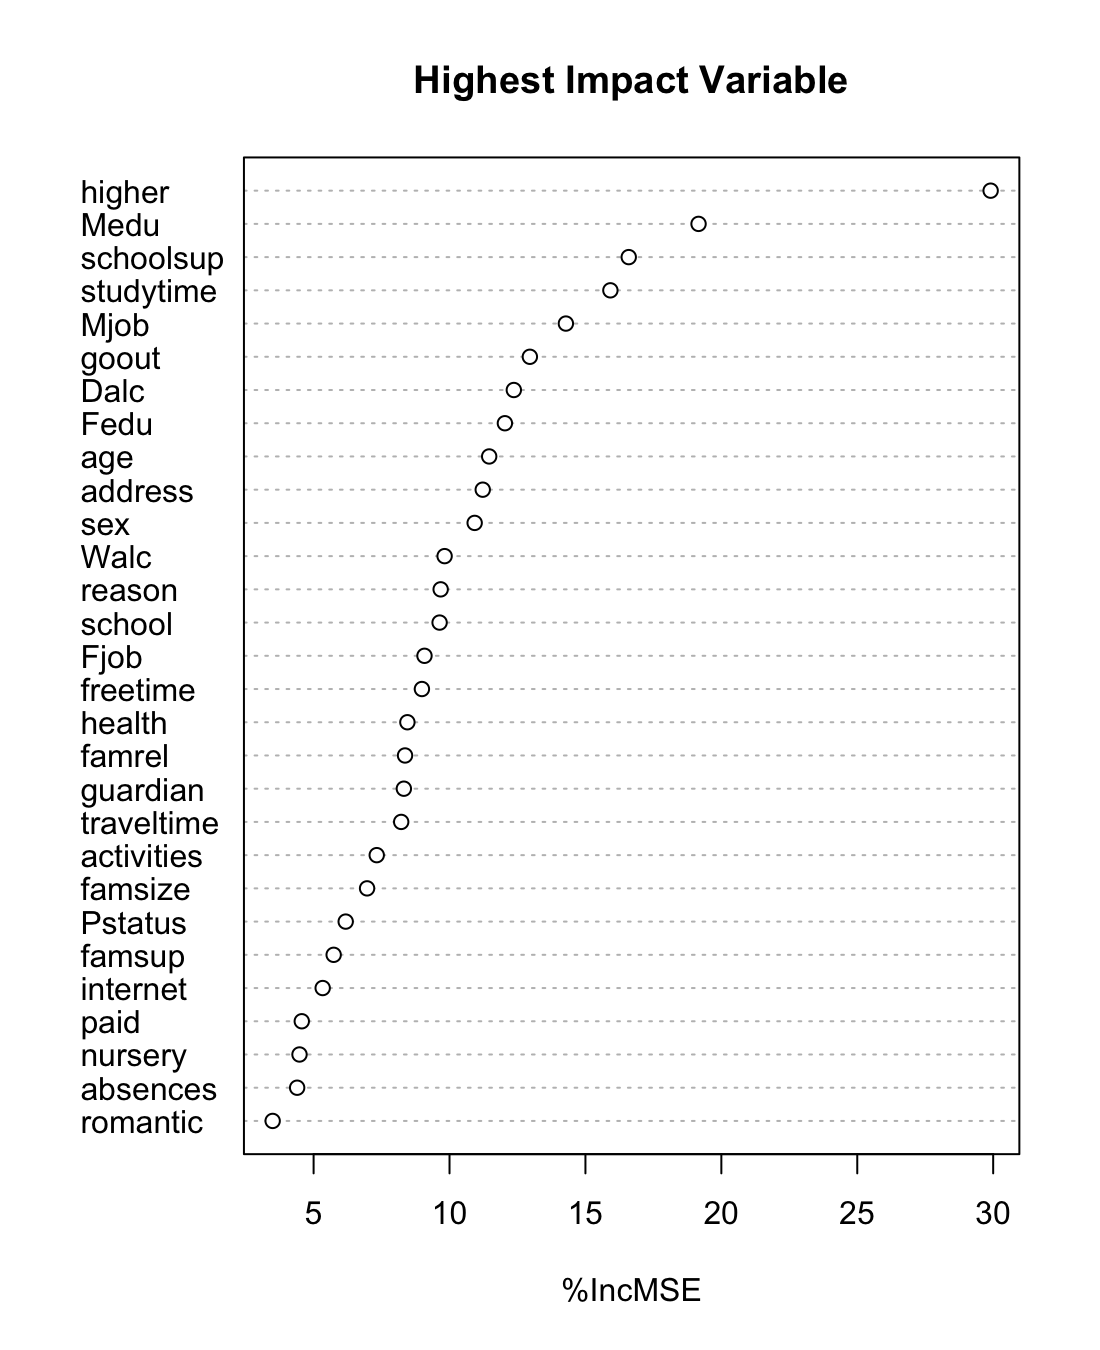 Highest Impact Variable
higher
Medu
schoolsup
studytime
Mjob
goout
Dalc
Fedu
age
address
sex
Walc
reason
school
Fjob
freetime
health
famrel
guardian
traveltime
activities
famsize
Pstatus
famsup
internet
paid
nursery
absences
romantic
5 10 15 20 25 30
%IncMSE